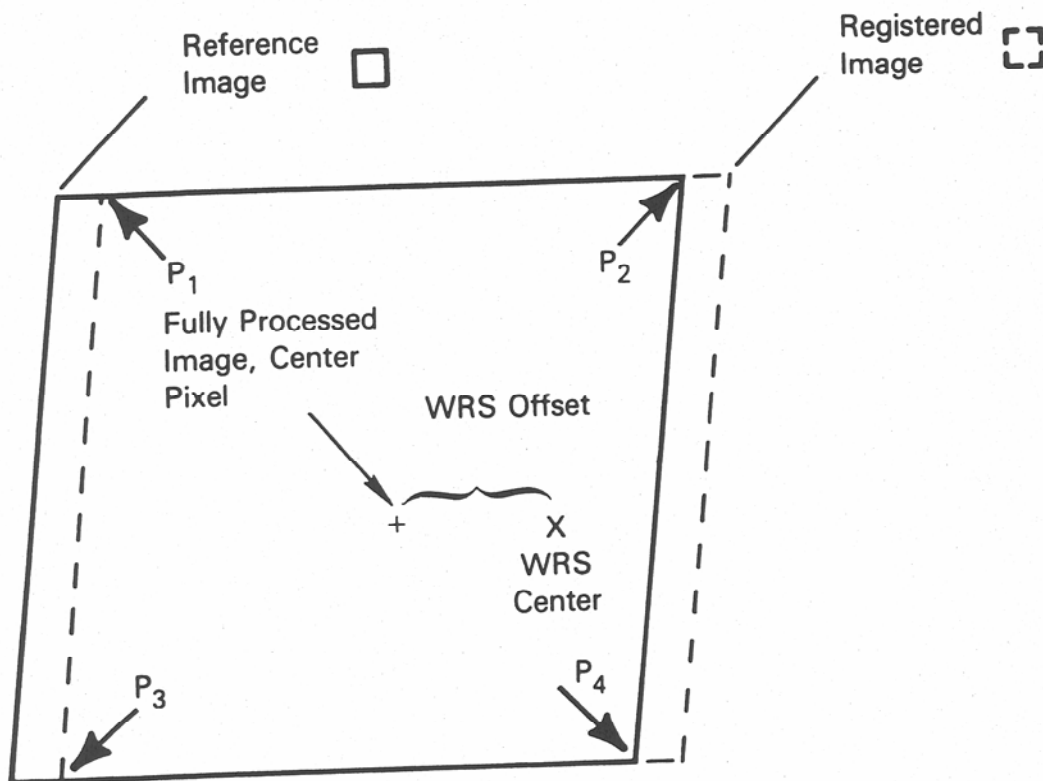 Reference
Image
Registered
Image
P1
P2
Fully Processed
Image, Center
Pixel
WRS Offset
+
X
WRS
Center
P3
P4